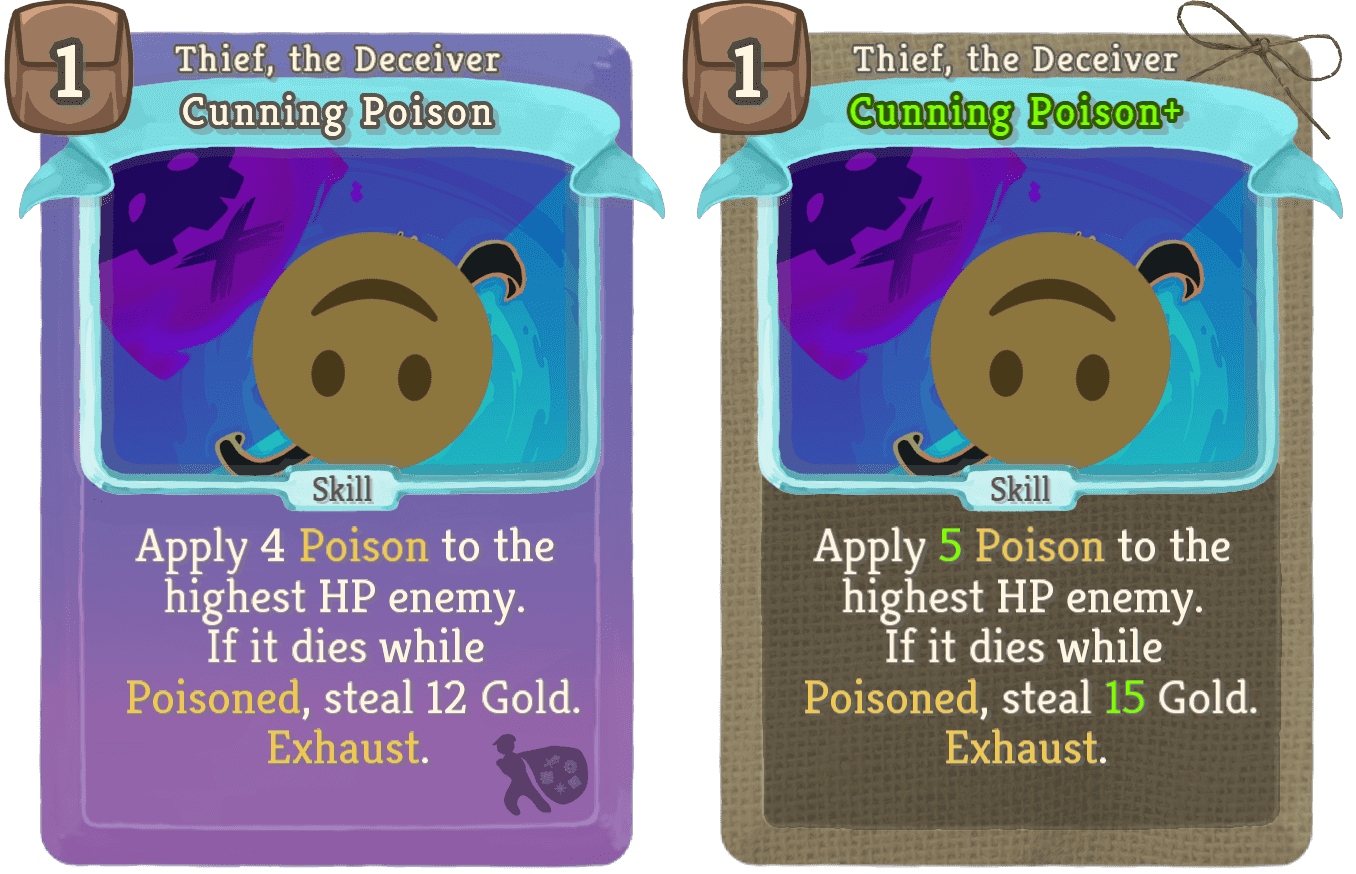 1
Thief, the Deceiver
Cunning Poison
Skill
Apply 4 Poison to the
highest HP enemy.
If it dies while
Poisoned, steal 12 Gold.
Exhaust.
1
Thief, the Deceiver
Cunning Poison+
Skill
Apply 5 Poison to the
highest HP enemy.
If it dies while
Poisoned, steal 15 Gold.
Exhaust.